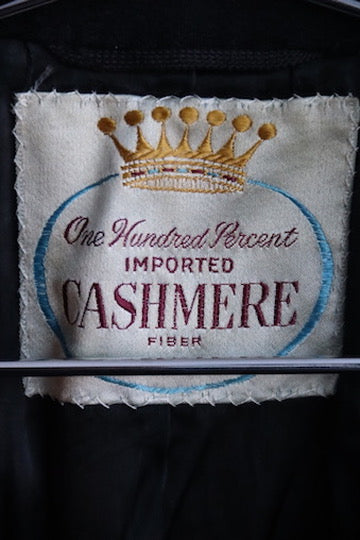 One Hundred Percent
IMPORTED
CASHMERE
FIBER